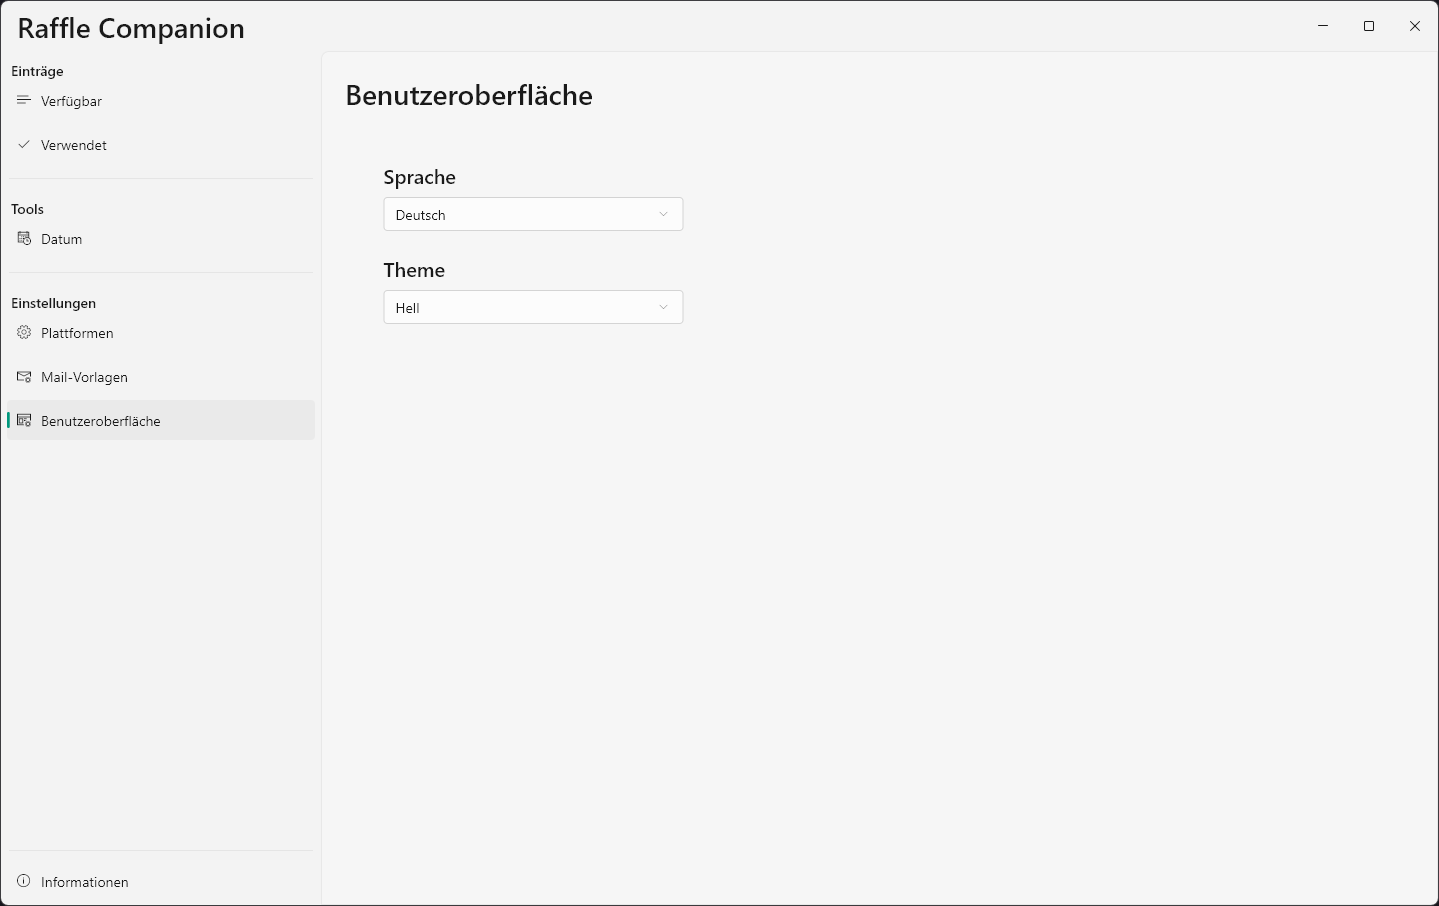 Raffle Companion
Einträge
Verfügbar
Verwendet
Tools
Datum
Einstellungen
Plattformen
Mail-Vorlagen
Benutzeroberfläche
Informationen
Benutzeroberfläche
Sprache
Deutsch
Theme
Hell